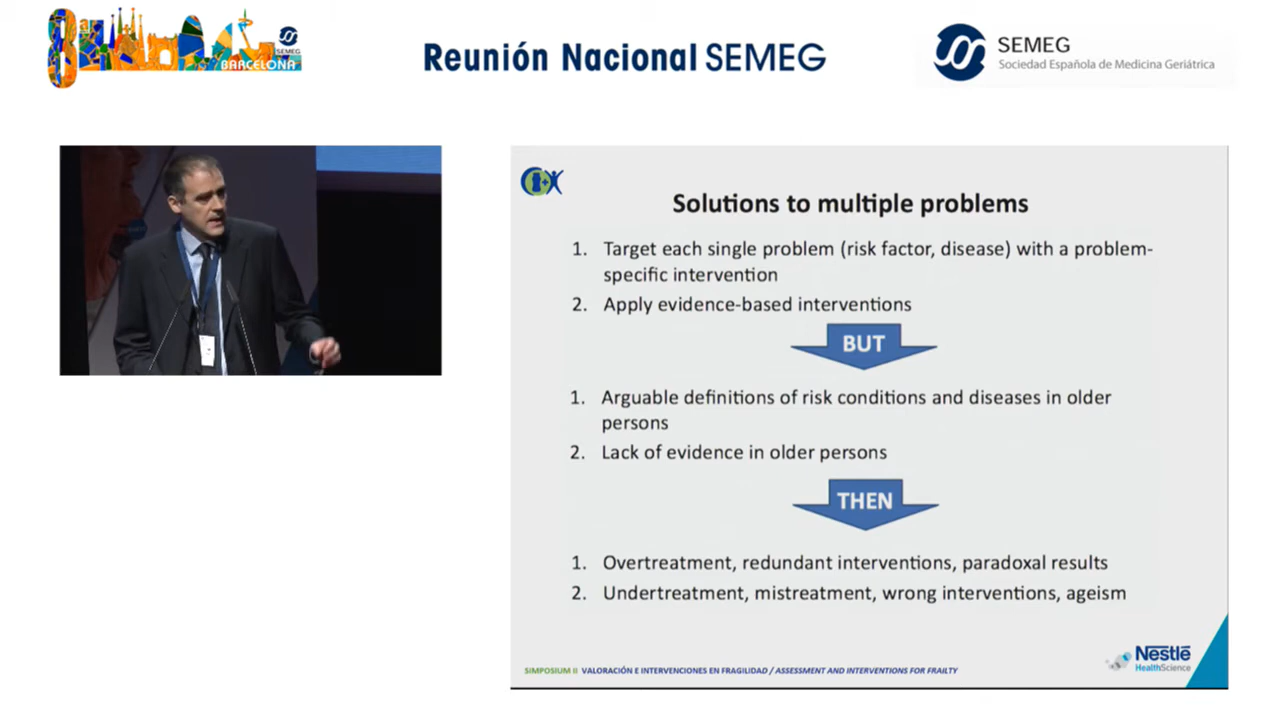 8ª
BARCELONA
SEMEG
Reunión Nacional SEMEG
SEMEG
Sociedad Española de Medicina Geriátrica
Solutions to multiple problems
1. Target each single problem (risk factor, disease) with a problem-
specific intervention
2. Apply evidence-based interventions
BUT
1. Arguable definitions of risk conditions and diseases in older
persons
2. Lack of evidence in older persons
THEN
1. Overtreatment, redundant interventions, paradoxal results
2. Undertreatment, mistreatment, wrong interventions, ageism
SIMPOSIUM II VALORACIÓN E INTERVENCIONES EN FRAGILIDAD / ASSESSMENT AND INTERVENTIONS FOR FRAILTY
Nestlé
HealthScience